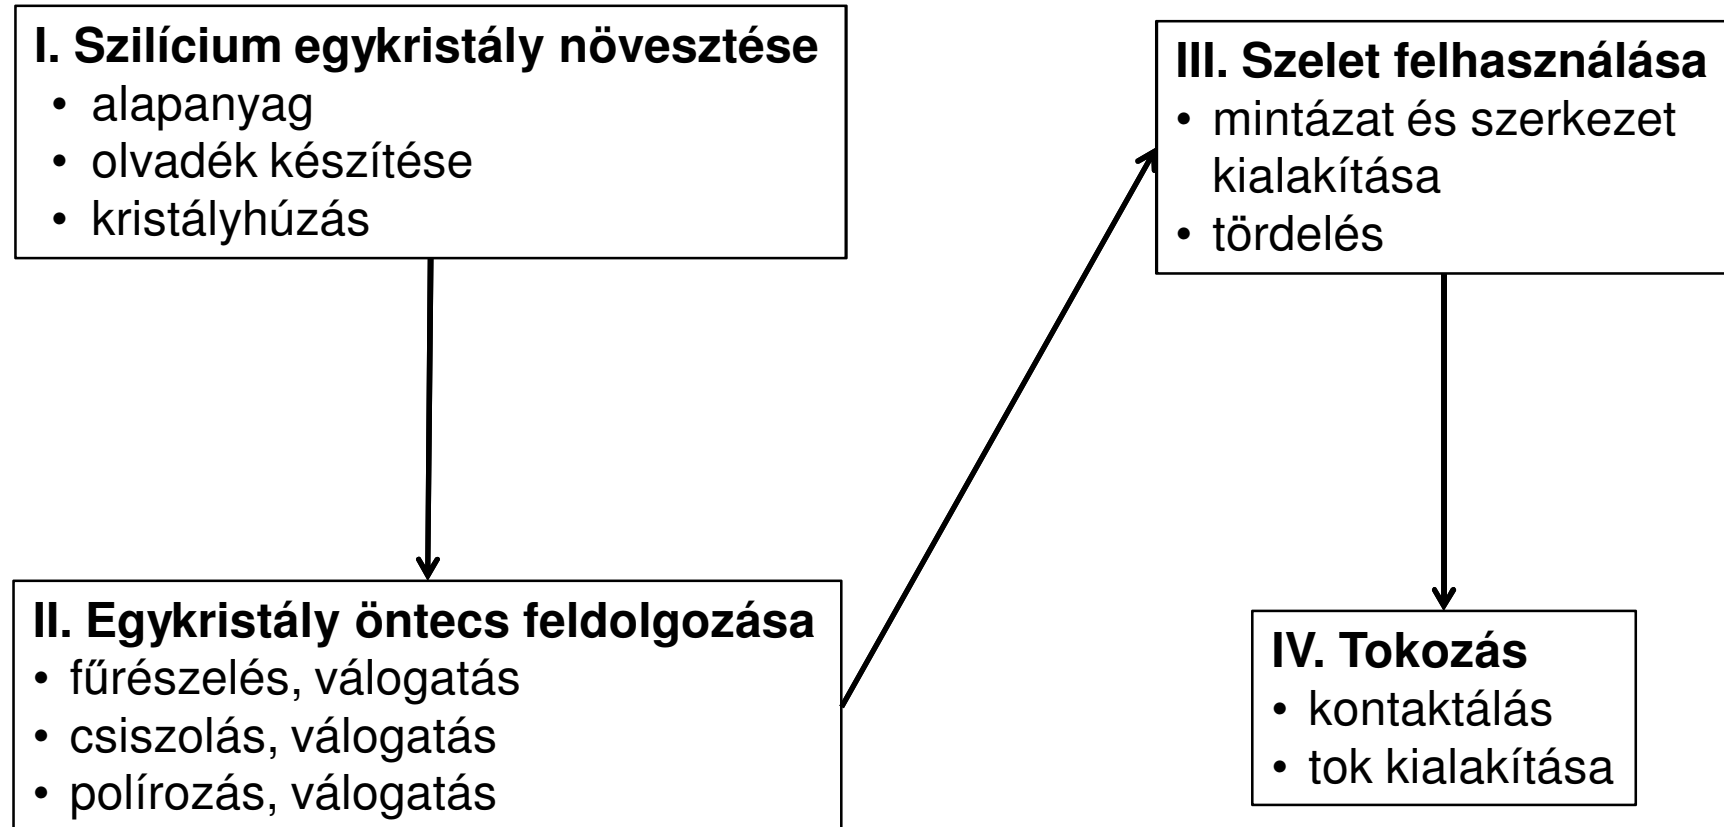 I. Szilícium egykristály növesztése
• alapanyag
• olvadék készítése
• kristályhúzás
II. Egykristály öntecs feldolgozása
• fűrészelés, válogatás
• csiszolás, válogatás
• polírozás, válogatás
III. Szelet felhasználása
• mintázat és szerkezet
kialakítása
• tördelés
IV. Tokozás
• kontaktálás
• tok kialakítása